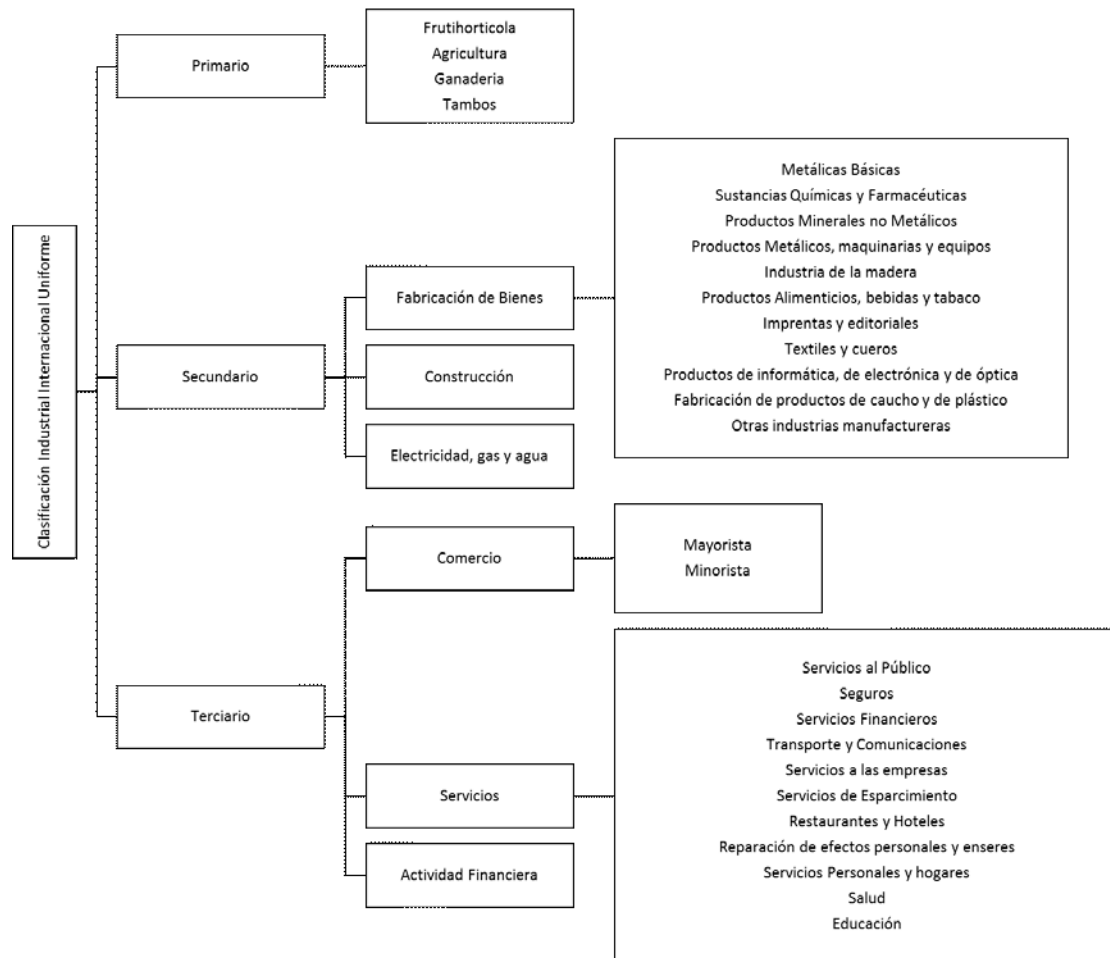 Clasificación Industrial Internacional Uniforme
Primario
Frutihorticola
Agricultura
Ganaderia
Tambos
Secundario
Fabricación de Bienes
Metálicas Básicas
Sustancias Químicas y Farmacéuticas
Productos Minerales no Metálicos
Productos Metálicos, maquinarias y equipos
Industria de la madera
Productos Alimenticios, bebidas y tabaco
Imprentas y editoriales
Textiles y cueros
Productos de informática, de electrónica y de óptica
Fabricación de productos de caucho y de plástico
Otras industrias manufactureras
Construcción
Electricidad, gas y agua
Terciario
Comercio
Mayorista
Minorista
Servicios
Servicios al Público
Seguros
Servicios Financieros
Transporte y Comunicaciones
Servicios a las empresas
Servicios de Esparcimiento
Restaurantes y Hoteles
Reparación de efectos personales y enseres
Servicios Personales y hogares
Salud
Educación
Actividad Financiera